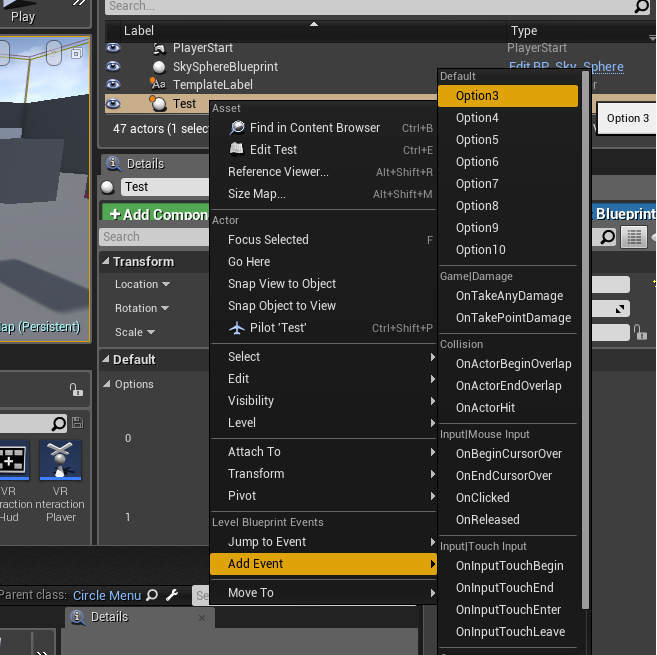 Play
Search...
Label
Type
PlayerStart
PlayerStart
SkySphereBlueprint
Edit BP_Sky_Sphere
TemplateLabel
Test
47 actors (1 selec
Details
Test
Add Compon
Blueprint
Search
Transform
Location
Rotation
Scale
Default
Options
0
1
ap (Persistent)
VR
raction
Hud
VR
nteraction
Player
Parent class:
Circle Menu
Se
Details
Asset
Find in Content Browser Ctrl+B
Edit Test Ctrl+E
Reference Viewer... Alt+Shift+R
Size Map... Alt+Shift+M
Actor
Focus Selected F
Go Here
Snap View to Object
Snap Object to View
Pilot 'Test' Ctrl+Shift+P
Select
Edit
Visibility
Level
Attach To
Transform
Pivot
Level Blueprint Events
Jump to Event
Add Event
Move To
Default
Option3
Option4
Option5
Option6
Option7
Option8
Option9
Option10
Game|Damage
OnTakeAnyDamage
OnTakePointDamage
Collision
OnActorBeginOverlap
OnActorEndOverlap
OnActorHit
Input|Mouse Input
OnBeginCursorOver
OnEndCursorOver
OnClicked
OnReleased
Input|Touch Input
OnInputTouchBegin
OnInputTouchEnd
OnInputTouchEnter
OnInputTouchLeave
Option 3